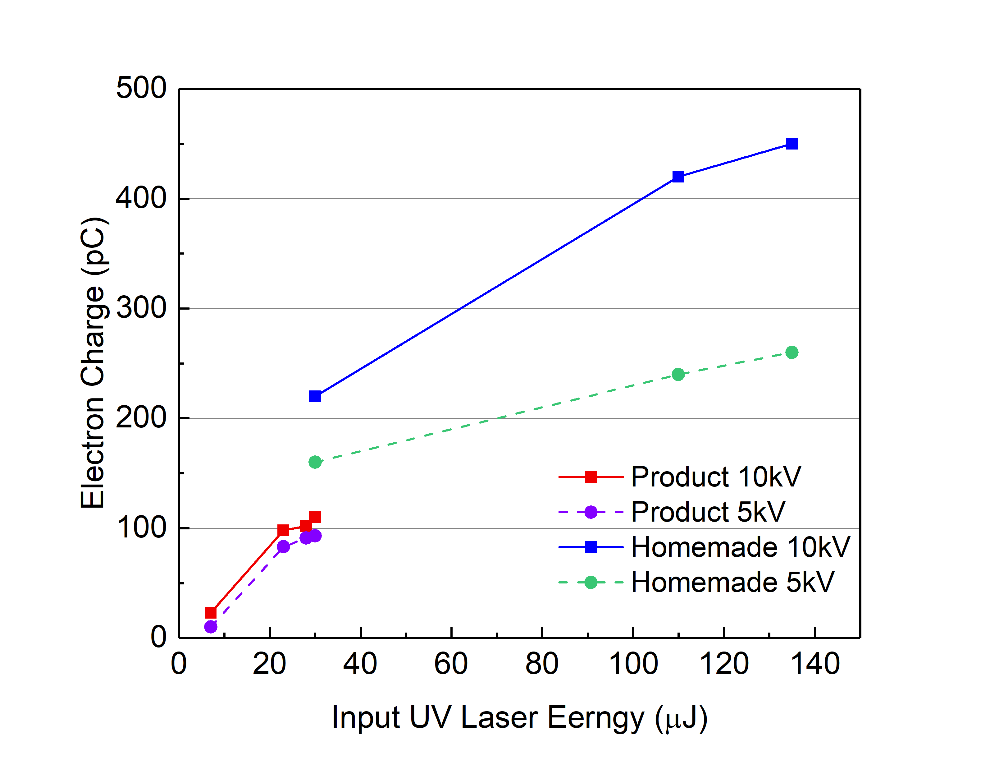 500
400
300
200
100
0
Electron Charge (pC)
Product 10kV
Product 5kV
Homemade 10kV
Homemade 5kV
0 20 40 60 80 100 120 140
Input UV Laser Eerngy (μJ)